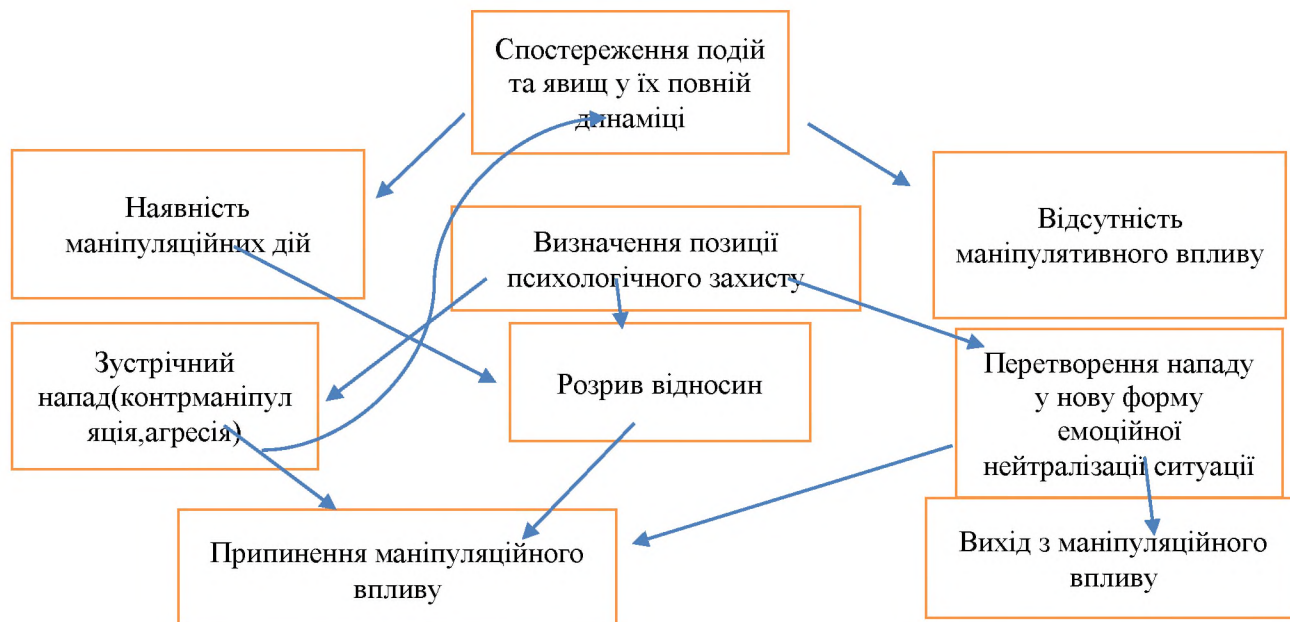 Спостереження подій
та явищ у їх повній
динаміці
Наявність
маніпуляційних дій
Визначення позиції
психологічного захисту
Відсутність
маніпулятивного впливу
Зустрічний
напад(контрманіпул
яція,агресія)
Розрив відносин
Перетворення нападу
у нову форму
емоційної
нейтралізації ситуації
Припинення маніпуляційного
впливу
Вихід з маніпуляційного
впливу